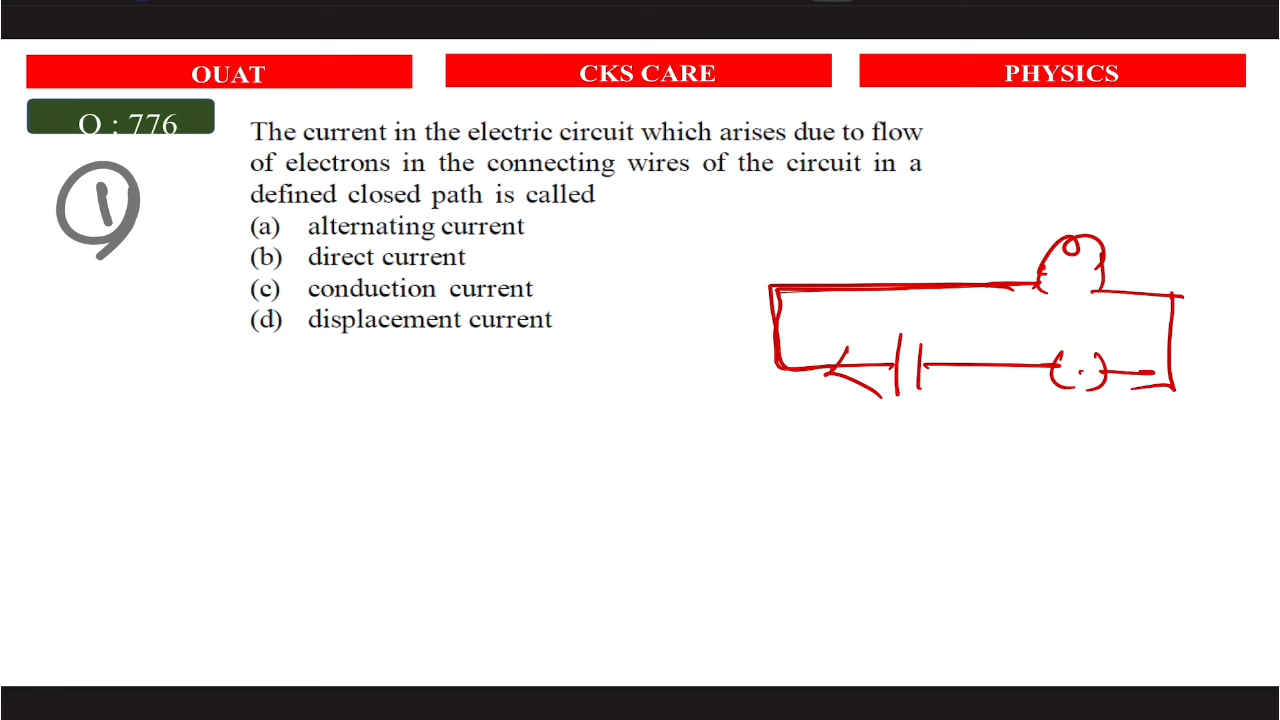 OUAT
CKS CARE
PHYSICS
Q : 776
The current in the electric circuit which arises due to flow
of electrons in the connecting wires of the circuit in a
defined closed path is called
(a) alternating current
(b) direct current
(c) conduction current
(d) displacement current
1